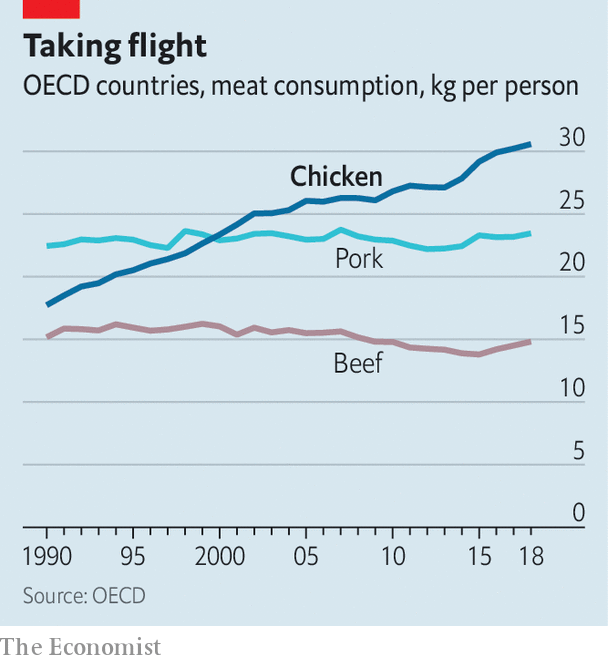 Taking flight
OECD countries, meat consumption, kg per person
30
Chicken
25
Pork
20
15
Beef
10
5
0
1990 95 2000 05 10 15 18
Source: OECD
The Economist